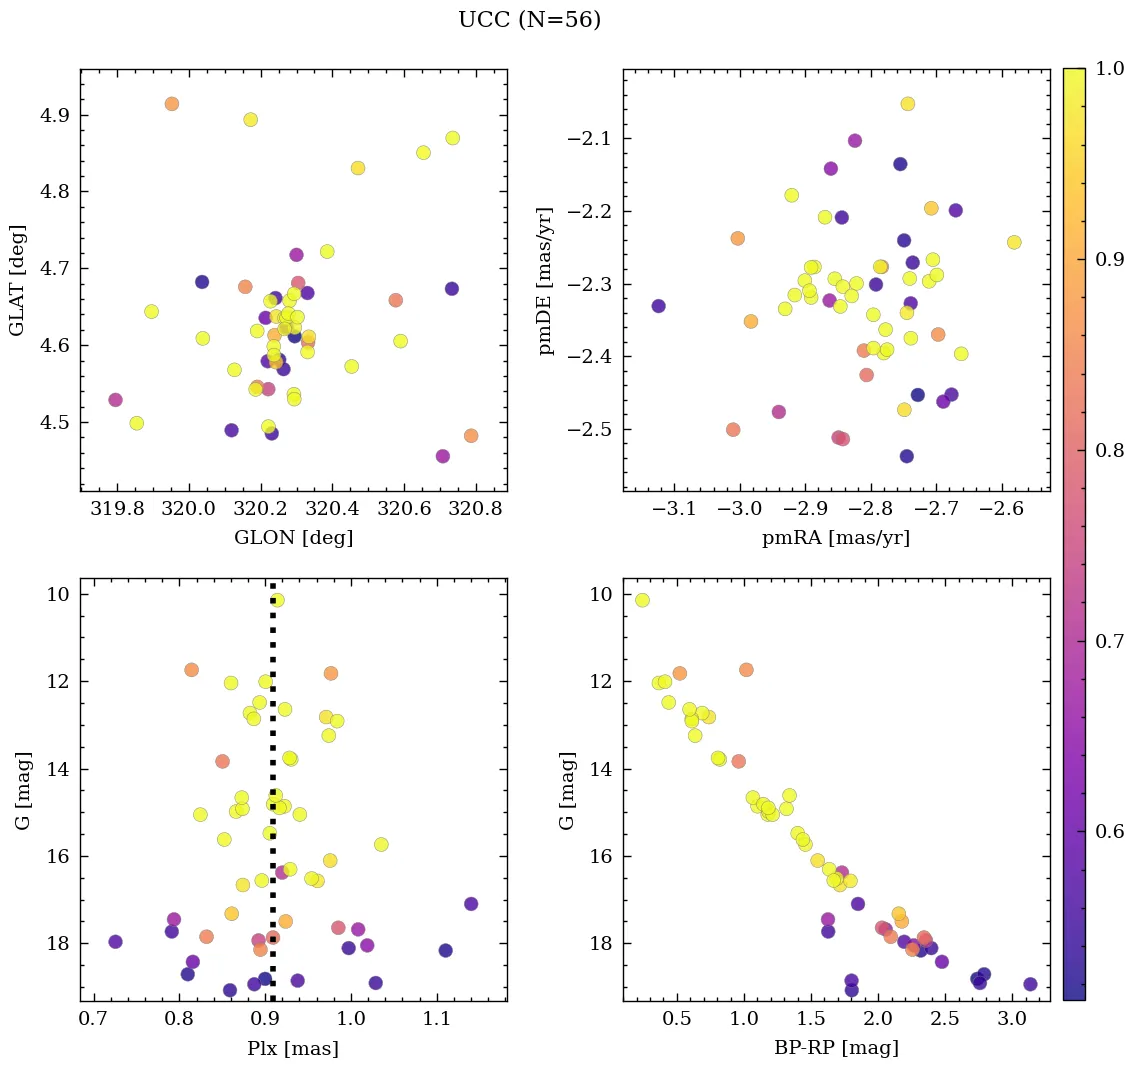 UCC (N=56)
4.9
4.8
4.7
4.6
4.5
GLAT [deg]
319.8 320.0 320.2 320.4 320.6 320.8
GLON [deg]
−2.1
−2.2
−2.3
−2.4
−2.5
pmDE [mas/yr]
−3.1 −3.0 −2.9 −2.8 −2.7 −2.6
pmRA [mas/yr]
1.0
0.9
0.8
0.7
0.6
10
12
14
16
18
G [mag]
0.7 0.8 0.9 1.0 1.1
Plx [mas]
10
12
14
16
18
G [mag]
0.5 1.0 1.5 2.0 2.5 3.0
BP-RP [mag]